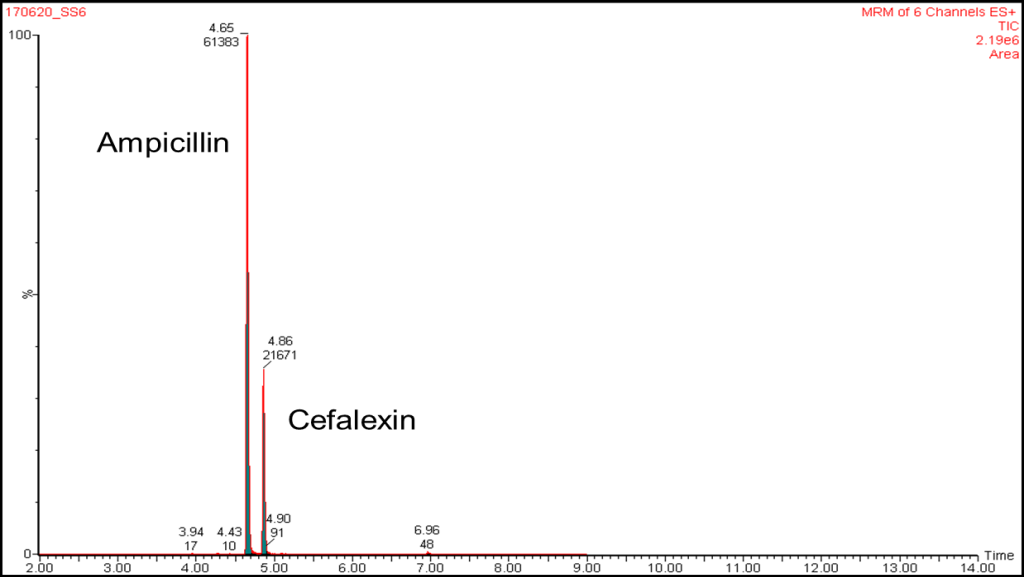 170620_SS6
MRM of 6 Channels ES+
TIC
2.19e6
Area
100
4.65
61383
Ampicillin
%
4.86
21671
Cefalexin
3.94
17
4.43
10
4.90
91
6.96
48
0
Time
2.00 3.00 4.00 5.00 6.00 7.00 8.00 9.00 10.00 11.00 12.00 13.00 14.00